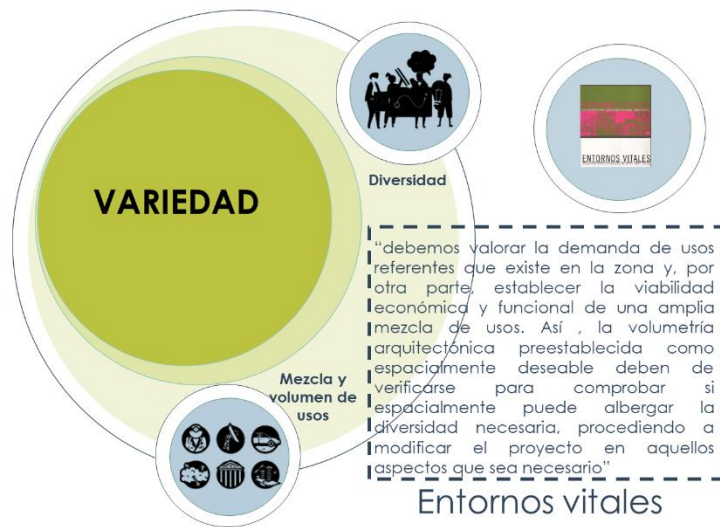 VARIEDAD
Diversidad
ENTORNOS VITALES
“debemos valorar la demanda de usos
referentes que existe en la zona y, por
otra parte, establecer la viabilidad
económica y funcional de una amplia
mezcla de usos. Así , la volumetría
arquitectónica preestablecida como
espacialmente deseable deben de
verificarse para comprobar si
espacialmente puede albergar la
diversidad necesaria, procediendo a
modificar el proyecto en aquellos
aspectos que sea necesario”
Mezcla y
volumen de
usos
Entornos vitales